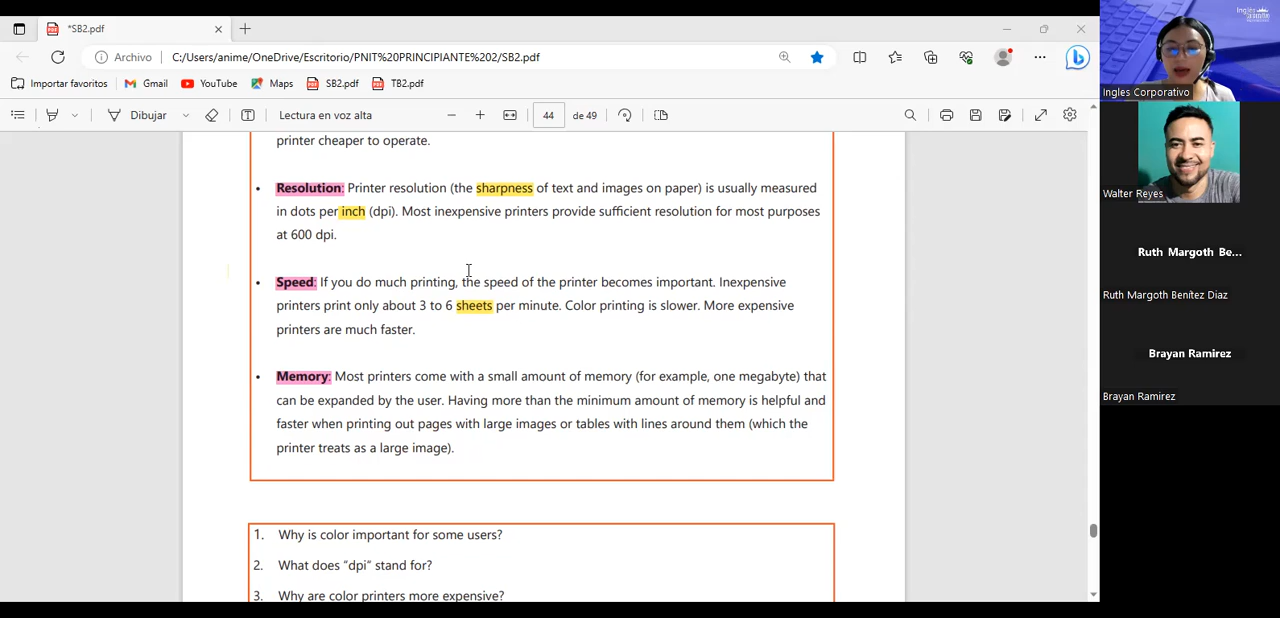 *SB2.pdf
Archivo C:/Users/anime/OneDrive/Escritorio/PNIT%20PRINCIPIANTE%202/SB2.pdf
Importar favoritos Gmail YouTube Maps SB2.pdf TB2.pdf
Dibujar Lectura en voz alta 44 de 49
printer cheaper to operate.
• Resolution: Printer resolution (the sharpness of text and images on paper) is usually measured
in dots per inch (dpi). Most inexpensive printers provide sufficient resolution for most purposes
at 600 dpi.
• Speed: If you do much printing, the speed of the printer becomes important. Inexpensive
printers print only about 3 to 6 sheets per minute. Color printing is slower. More expensive
printers are much faster.
• Memory: Most printers come with a small amount of memory (for example, one megabyte) that
can be expanded by the user. Having more than the minimum amount of memory is helpful and
faster when printing out pages with large images or tables with lines around them (which the
printer treats as a large image).
1. Why is color important for some users?
2. What does “dpi” stand for?
3. Why are color printers more expensive?
Ingles Corporativo
Walter Reyes
Ruth Margoth Be...
Ruth Margoth Benítez Diaz
Brayan Ramirez
Brayan Ramirez